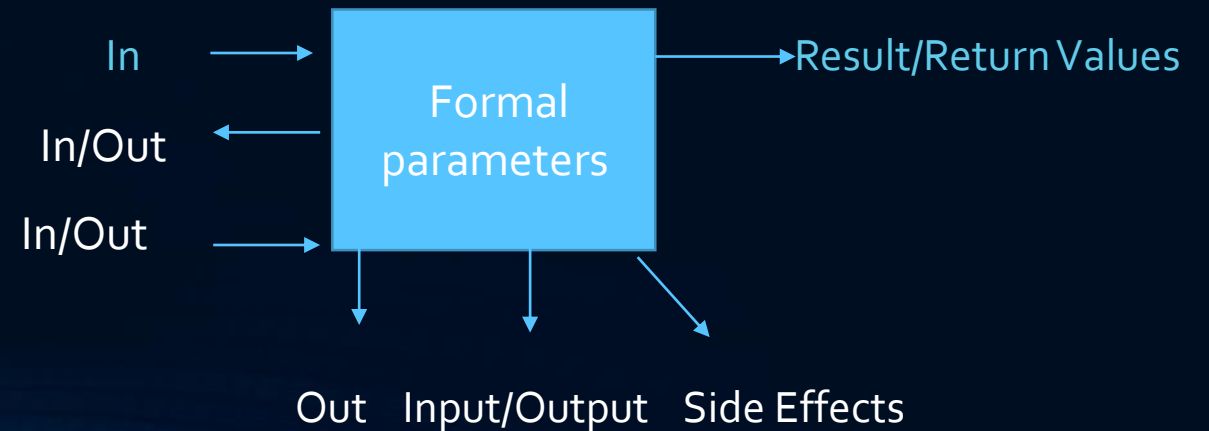 In
Result/Return Values
Formal
parameters
In/Out
In/Out
Out Input/Output Side Effects